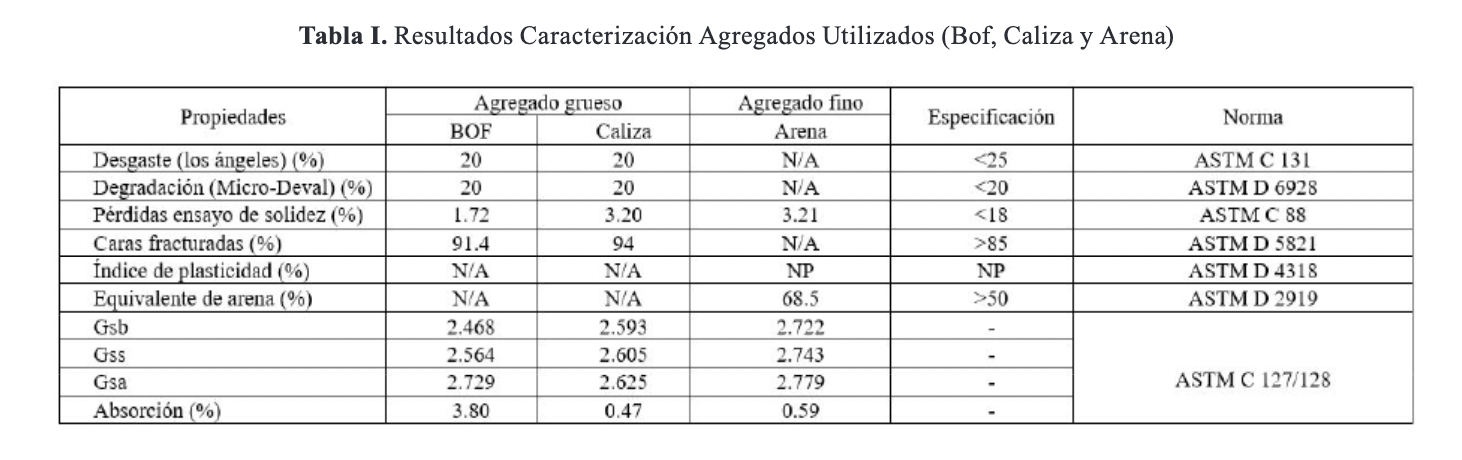 Tabla I. Resultados Caracterización Agregados Utilizados (Bof, Caliza y Arena)
Propiedades Agregado grueso Agregado fino Especificación Norma
BOF Caliza Arena
Desgaste (los ángeles) (%) 20 20 N/A <25 ASTM C 131
Degradación (Micro-Deval) (%) 20 20 N/A <20 ASTM D 6928
Pérdidas ensayo de solidez (%) 1.72 3.20 3.21 <18 ASTM C 88
Caras fracturadas (%) 91.4 94 N/A >85 ASTM D 5821
Índice de plasticidad (%) N/A N/A NP NP ASTM D 4318
Equivalente de arena (%) N/A N/A 68.5 >50 ASTM D 2919
Gsb 2.468 2.593 2.722 -
Gss 2.564 2.605 2.743 -
Gsa 2.729 2.625 2.779 - ASTM C 127/128
Absorción (%) 3.80 0.47 0.59 -